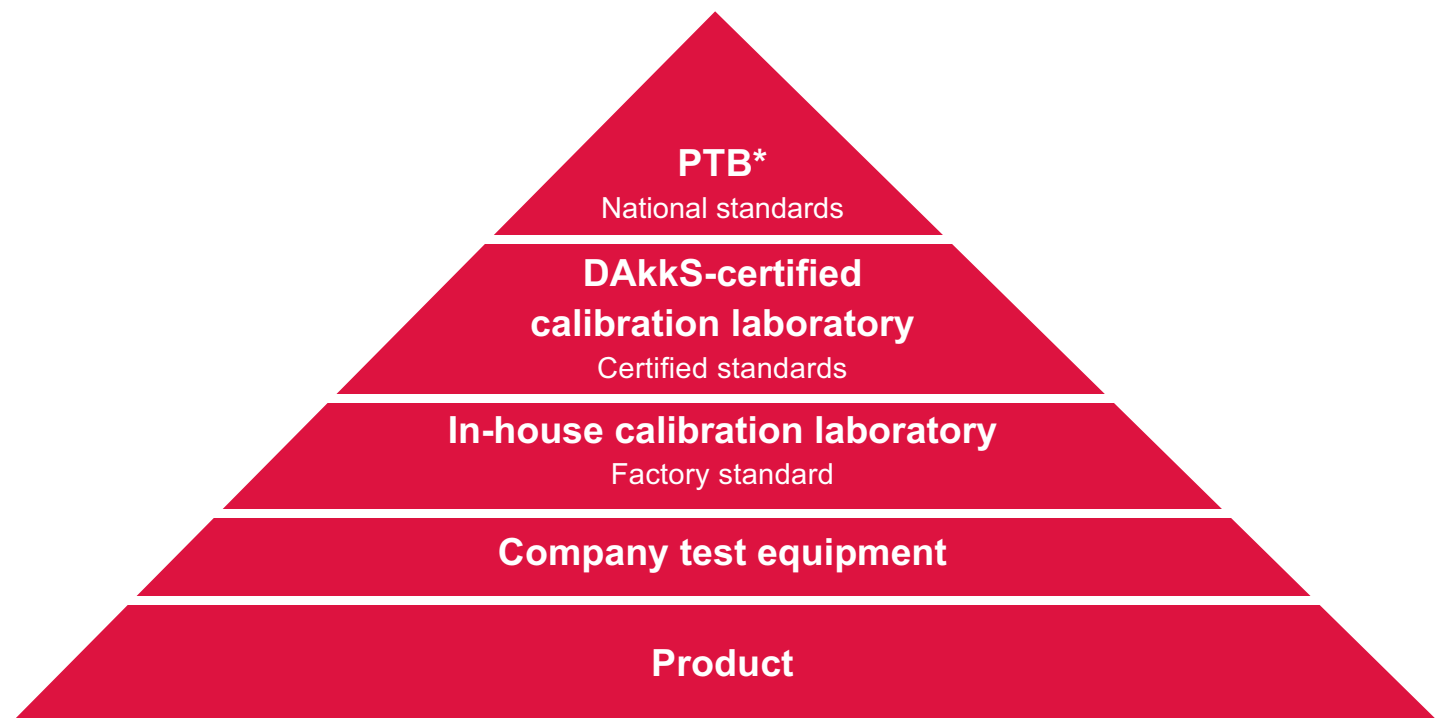 PTB*
National standards
DAkkS-certified
calibration laboratory
Certified standards
In-house calibration laboratory
Factory standard
Company test equipment
Product